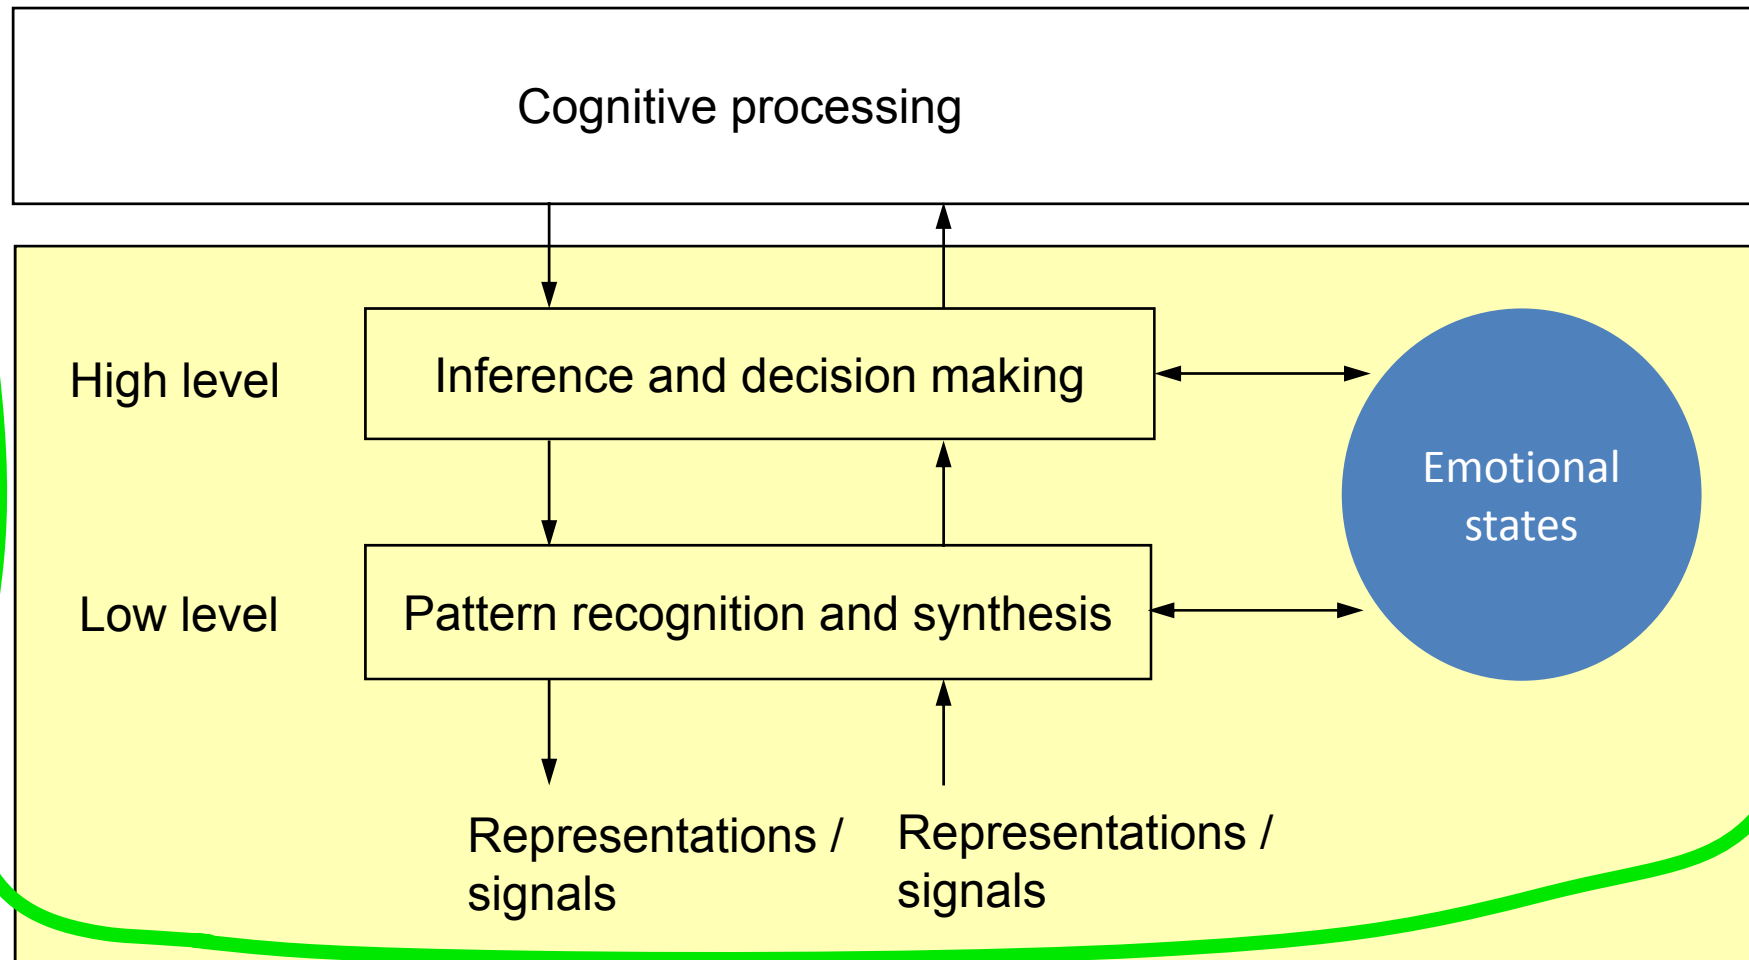 Cognitive processing
High level
Inference and decision making
Emotional
states
Low level
Pattern recognition and synthesis
Representations /
signals
Representations /
signals